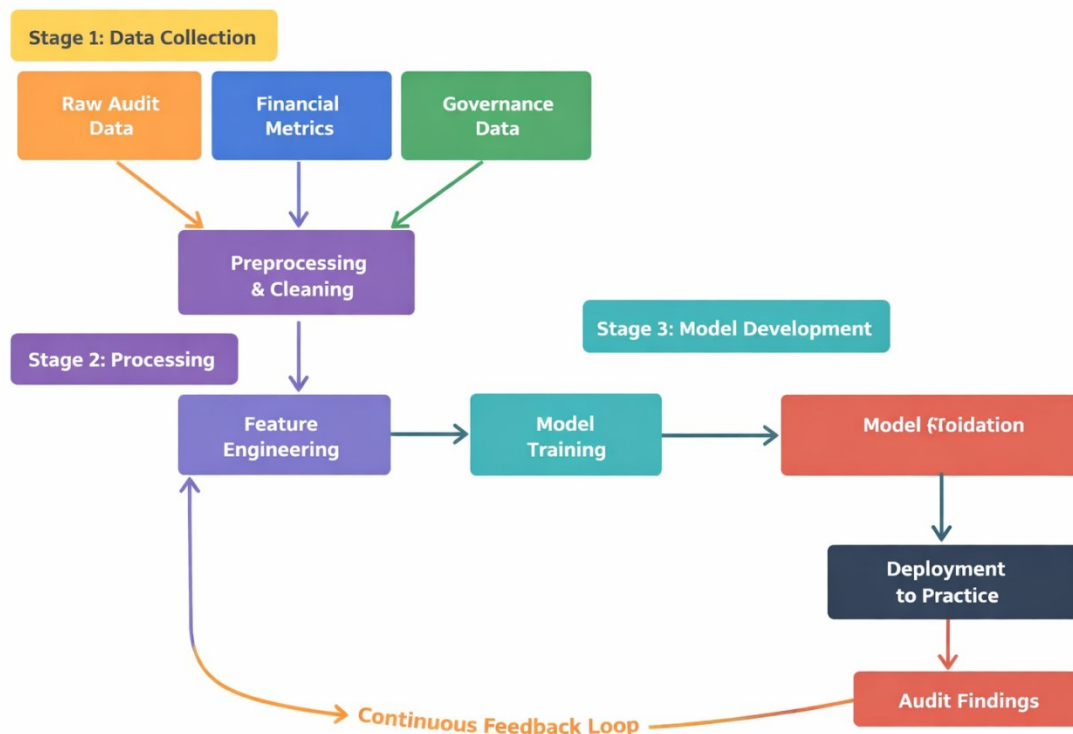 Stage 1: Data Collection
Raw Audit
Data
Financial
Metrics
Governance
Data
Preprocessing
& Cleaning
Stage 3: Model Development
Stage 2: Processing
Feature
Engineering
Model
Training
Model
Deployment
to Practice
Audit Findings
Continuous Feedback Loop